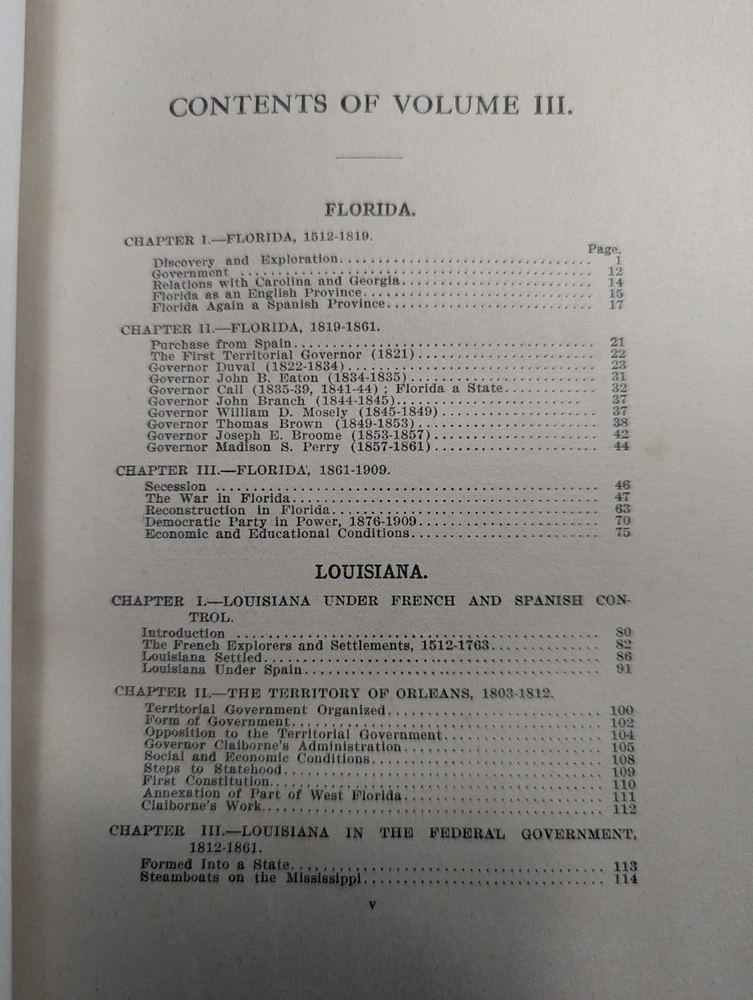 CONTENTS OF VOLUME III.
FLORIDA.
CHAPTER I.—FLORIDA, 1512-1819.
Page.
Discovery and Exploration.................................. 1
Government .................................................. 12
Relations with Carolina and Georgia........................ 14
Florida as an English Province............................. 15
Florida Again a Spanish Province........................... 17
CHAPTER II.—FLORIDA, 1819-1861.
Purchase from Spain........................................ 21
The First Territorial Governor (1821)...................... 22
Governor Duval (1822-1834)................................. 23
Governor John B. Eaton (1834-1835)......................... 31
Governor Call (1835-39, 1841-44) ; Florida a State............ 32
Governor John Branch (1844-1845)........................... 37
Governor William D. Mosely (1845-1849)..................... 37
Governor Thomas Brown (1849-1853).......................... 38
Governor Joseph E. Broome (1853-1857)...................... 42
Governor Madison S. Perry (1857-1861)...................... 44
CHAPTER III.—FLORIDA, 1861-1909.
Secession .................................................. 46
The War in Florida......................................... 47
Reconstruction in Florida.................................. 63
Democratic Party in Power, 1876-1909....................... 70
Economic and Educational Conditions........................ 75
LOUISIANA.
CHAPTER I.—LOUISIANA UNDER FRENCH AND SPANISH CON-
TROL.
Introduction ............................................... 80
The French Explorers and Settlements, 1512-1763............. 82
Louisiana Settled.......................................... 86
Louisiana Under Spain...................................... 91
CHAPTER II.—THE TERRITORY OF ORLEANS, 1803-1812.
Territorial Government Organized........................... 100
Form of Government......................................... 102
Opposition to the Territorial Government................... 104
Governor Claiborne's Administration........................ 105
Social and Economic Conditions............................. 108
Steps to Statehood......................................... 109
First Constitution......................................... 110
Annexation of Part of West Florida......................... 111
Claiborne's Work........................................... 112
CHAPTER III.—LOUISIANA IN THE FEDERAL GOVERNMENT,
1812-1861.
Formed Into a State........................................ 113
Steamboats on the Mississippi.............................. 114
v